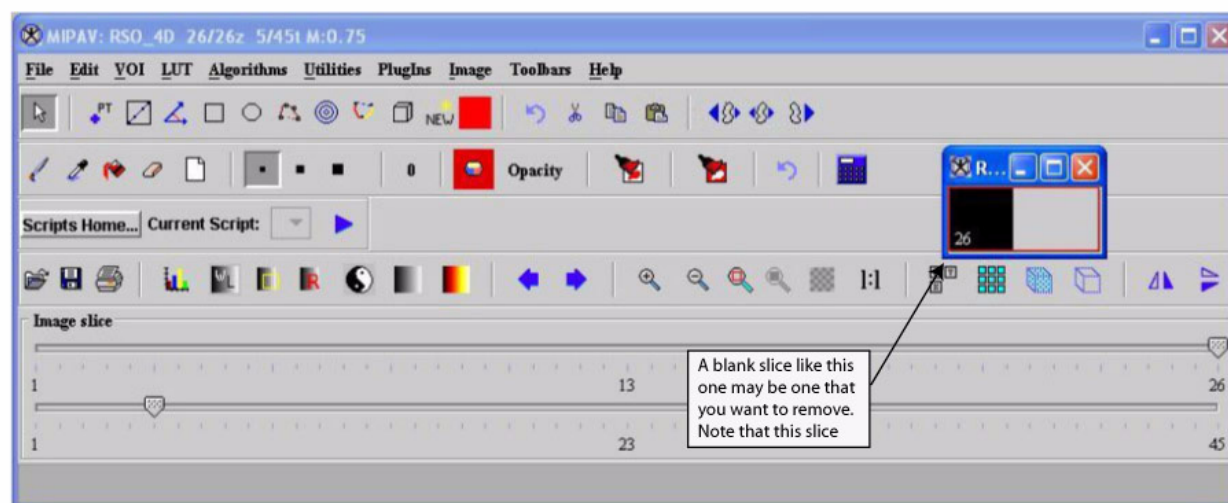 MIPAV: RSO_4D 26/26z 5/45t M:0.75
File Edit VOI LUT Algorithms Utilities PlugIns Image Toolbars Help
PT
NEW
0 Opacity
R...
26
Scripts Home... Current Script:
WL R 1:1 T
Image slice
1 13 26
A blank slice like this
one may be one that
you want to remove.
Note that this slice
1 23 45